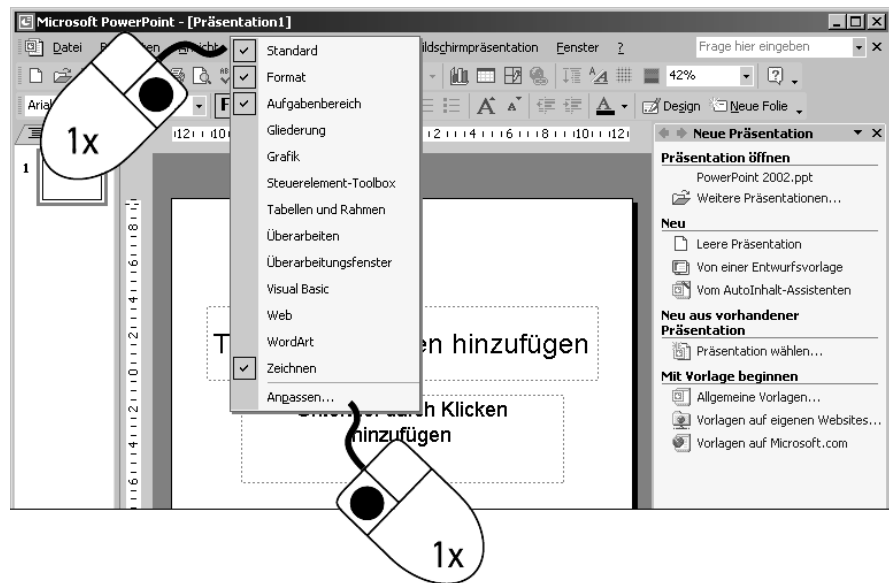 Microsoft PowerPoint - [Präsentation1]
Datei
Bildschirmpräsentation Fenster ?
Frage hier eingeben
42%
Arial
F
Design Neue Folie
1x
1
Standard
Format
Aufgabenbereich
Gliederung
Grafik
Steuerelement-Toolbox
Tabellen und Rahmen
Überarbeiten
Überarbeitungsfenster
Visual Basic
Web
WordArt
Zeichnen
Anpassen...
hinzufügen
Klicken
hinzufügen
1x
Neue Präsentation
Präsentation öffnen
PowerPoint 2002.ppt
Weitere Präsentationen...
Neu
Leere Präsentation
Von einer Entwurfsvorlage
Vom AutoInhalt-Assistenten
Neu aus vorhandener
Präsentation
Präsentation wählen...
Mit Vorlage beginnen
Allgemeine Vorlagen...
Vorlagen auf eigenen Websites...
Vorlagen auf Microsoft.com